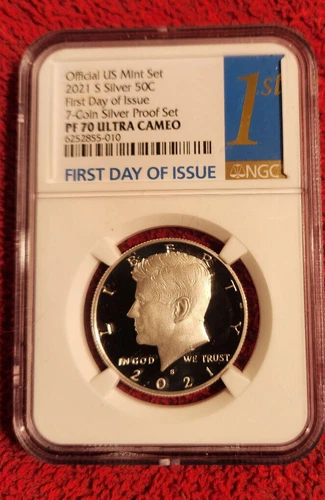 Official US Mint Set
2021 S Silver 50C
First Day of Issue
7-Coin Silver Proof Set
PF 70 ULTRA CAMEO
6252855-010
FIRST DAY OF ISSUE
1st
NGC
LIBERTY
IN GOD WE TRUST
S
2021